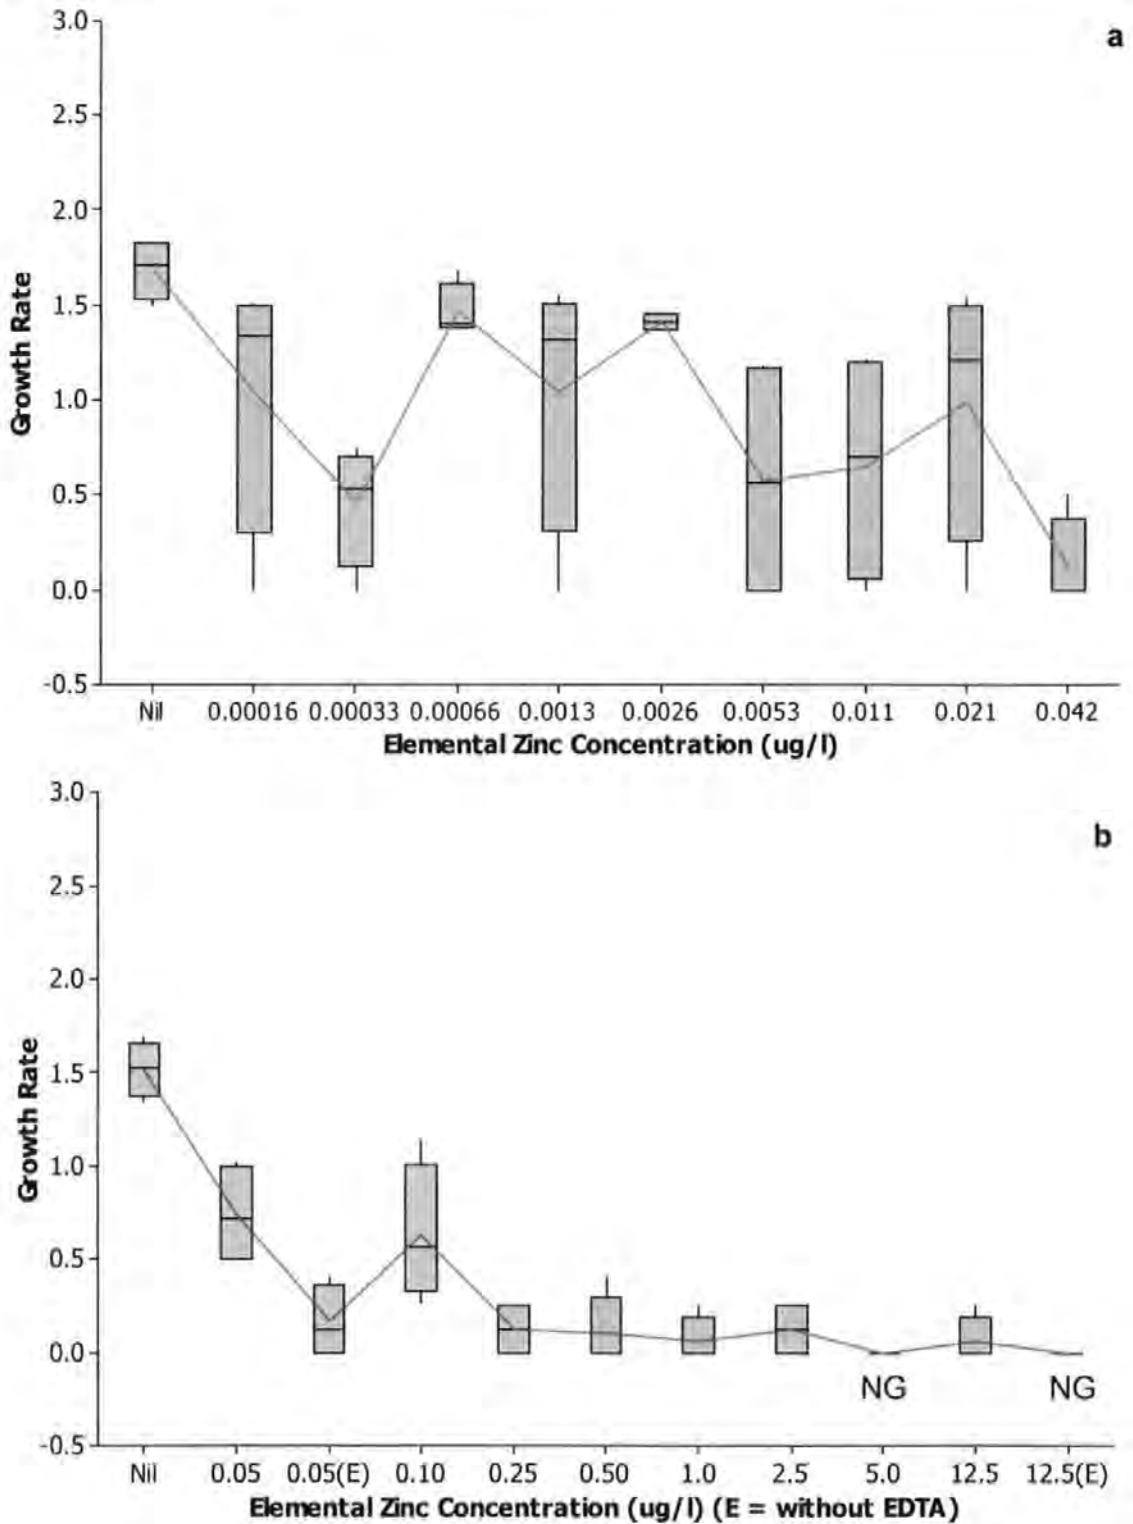 a
3.0
2.5
2.0
1.5
1.0
0.5
0.0
-0.5
Growth Rate
Nil 0.00016 0.00033 0.00066 0.0013 0.0026 0.0053 0.011 0.021 0.042
Elemental Zinc Concentration (ug/l)
b
3.0
2.5
2.0
1.5
1.0
0.5
0.0
-0.5
Growth Rate
NG NG
Nil 0.05 0.05(E) 0.10 0.25 0.50 1.0 2.5 5.0 12.5 12.5(E)
Elemental Zinc Concentration (ug/l) (E = without EDTA)